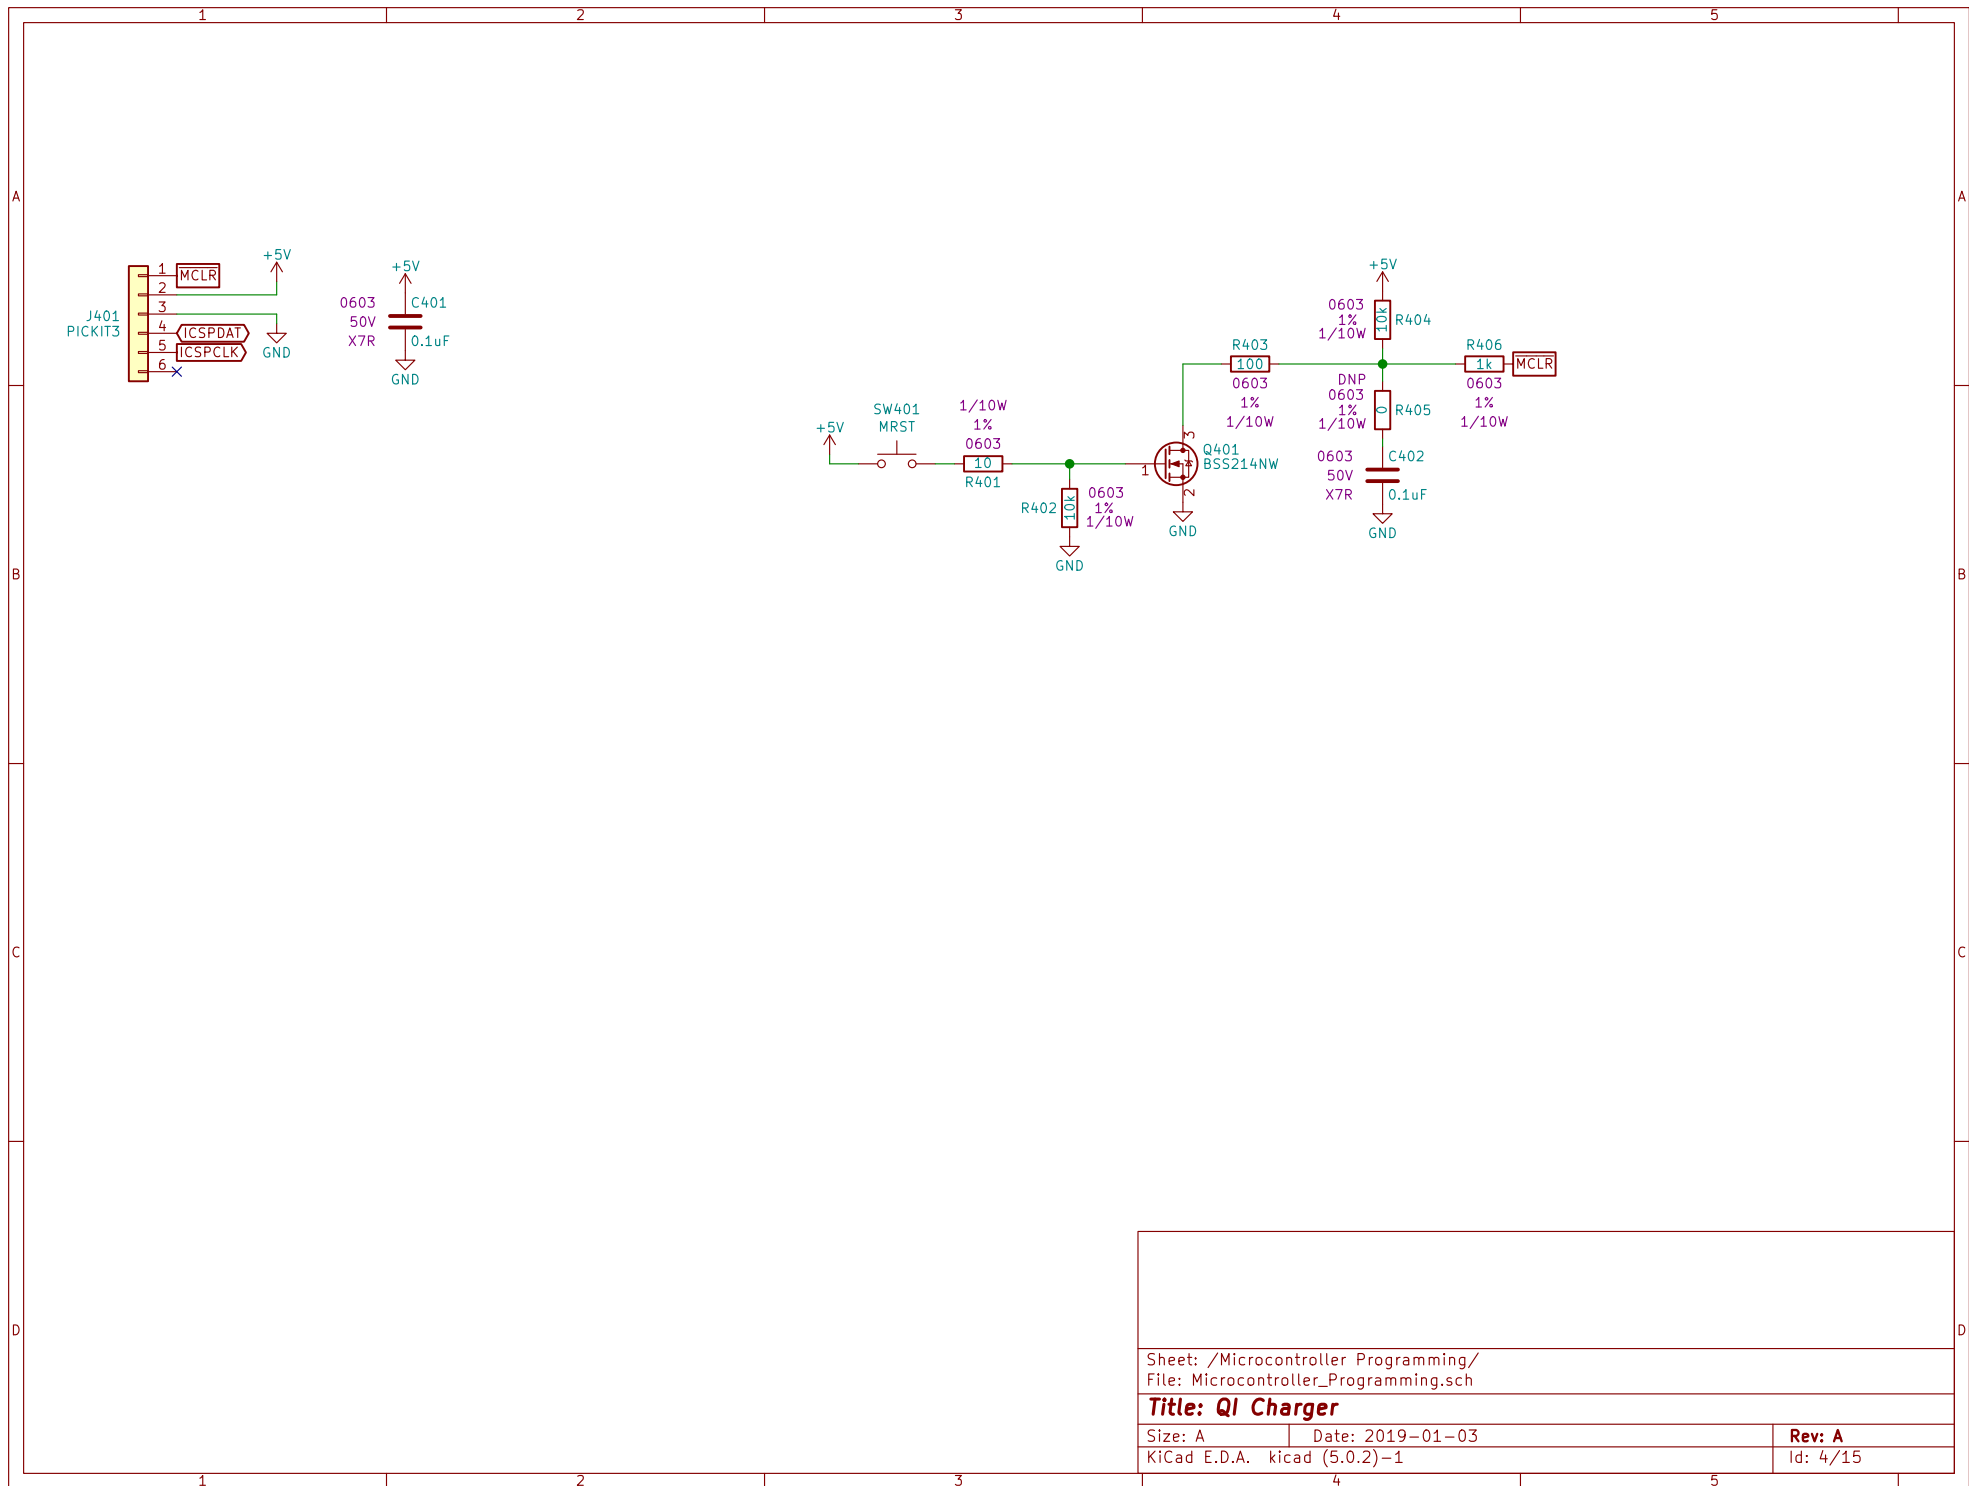 1 2 3 4 5
A A
+5V
1 MCLR
2
3
J401
PICKIT3
4 ICSPDAT
5 ICSPCLK
6
GND
+5V
0603 C401
50V
X7R 0.1uF
GND
+5V
0603
1%
1/10W
10k
R404
R403
100
0603
1%
1/10W
R406
1k
MCLR
0603
1%
1/10W
DNP
0603
1%
1/10W
0
R405
SW401
MRST
+5V
1/10W
1%
0603
10
R401
R402
10k
0603
1%
1/10W
GND
1
3
2
Q401
BSS214NW
GND
0603 C402
50V
X7R 0.1uF
GND
B B
C C
D D
Sheet: /Microcontroller Programming/
File: Microcontroller_Programming.sch
Title: QI Charger
Size: A Date: 2019-01-03 Rev: A
KiCad E.D.A. kicad (5.0.2)-1 Id: 4/15
1 2 3 4 5